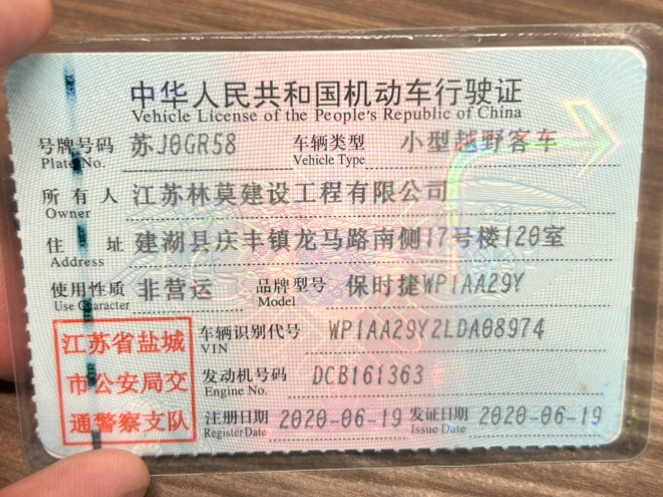 中华人民共和国机动车行驶证
Vehicle License of the People's Republic of China
号牌号码 苏J0GR58 车辆类型 小型越野客车
Plate No. Vehicle Type
所有人 江苏林莫建设工程有限公司
Owner
住址 建湖县庆丰镇龙马路南侧17号楼120室
Address
使用性质 非营运 品牌型号 保时捷WP1AA29Y
Use Character Model
江苏省盐城
车辆识别代号 WP1AA29Y2LDA08974
VIN
市公安局交
发动机号码 DCB161363
Engine No.
通警察支队
注册日期 2020-06-19 发证日期 2020-06-19
Register Date Issue Date